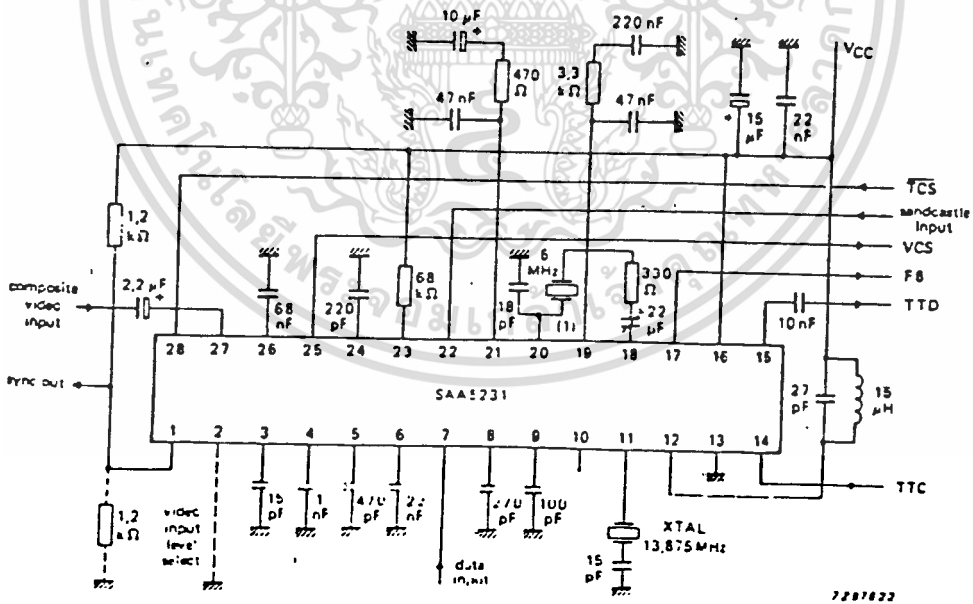 10 µF
+
470
Ω
47 nF
220 nF
3,3
kΩ
47 nF
15
µF
+
22
nF
VCC
TCS
sandcastle
input
VCS
F6
TTD
10 nF
1,2
kΩ
composite
video
input
2,2 µF
+
68
nF
220
pF
68
kΩ
18
pF
6
MHz
(1)
330
Ω
28
27
26
25
24
23
22
21
20
19
18
17
16
15
sync out
SAA5231
27
pF
15
µH
1
2
3
4
5
6
7
8
9
10
11
12
13
14
TTC
1,2
kΩ
video
input
level
select
15
pF
1
nF
470
pF
22
nF
data
input
270
pF
100
pF
XTAL
13,875 MHz
15
pF
7287622